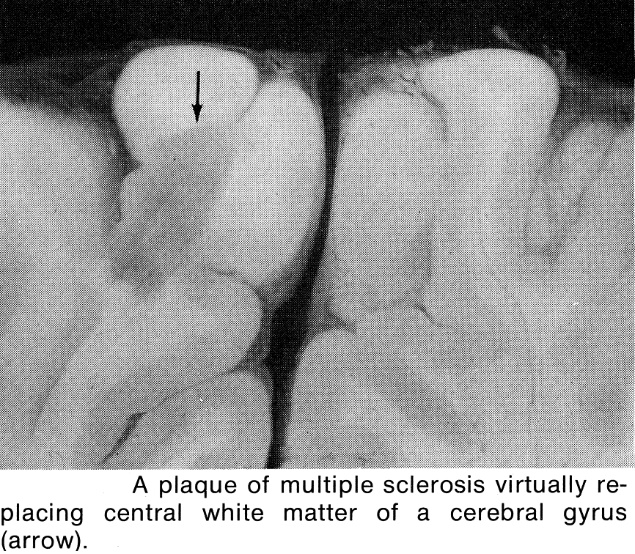 A plaque of multiple sclerosis virtually re-
placing central white matter of a cerebral gyrus
(arrow).